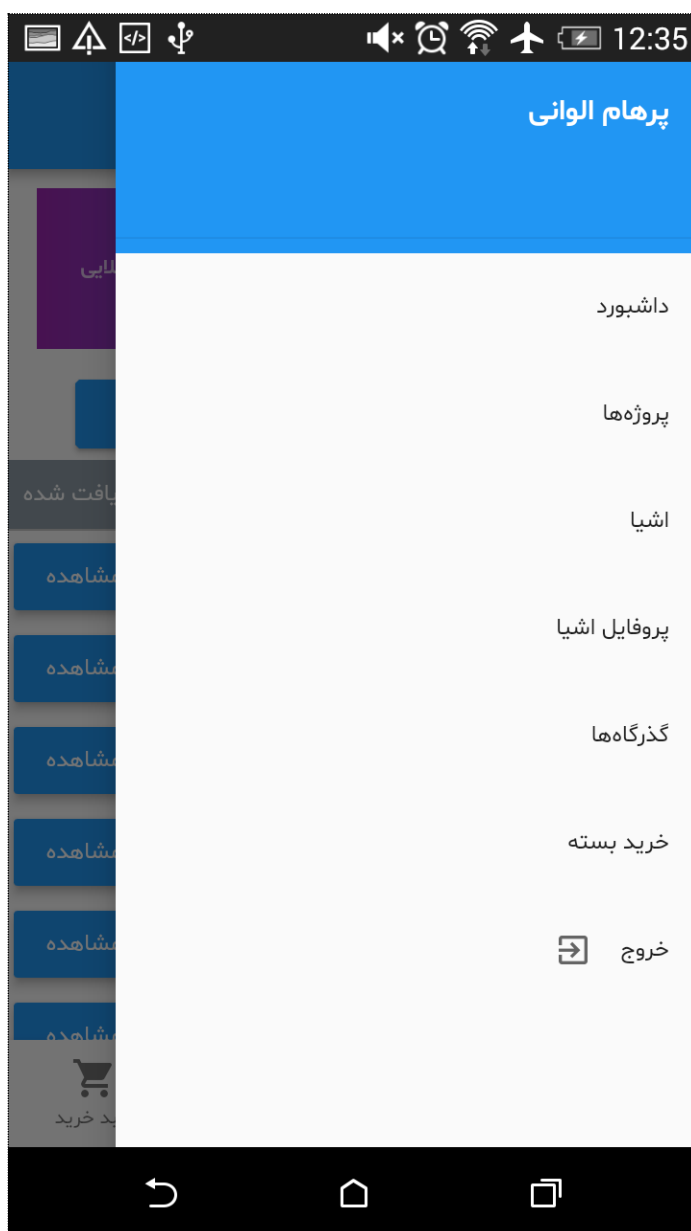 12:35
پرهام الوانی
داشبورد
پروژه‌ها
اشیا
پروفایل اشیا
گذرگاه‌ها
خرید بسته
خروج
شده
مشاهده
مشاهده
مشاهده
مشاهده
مشاهده
مشاهده
خرید